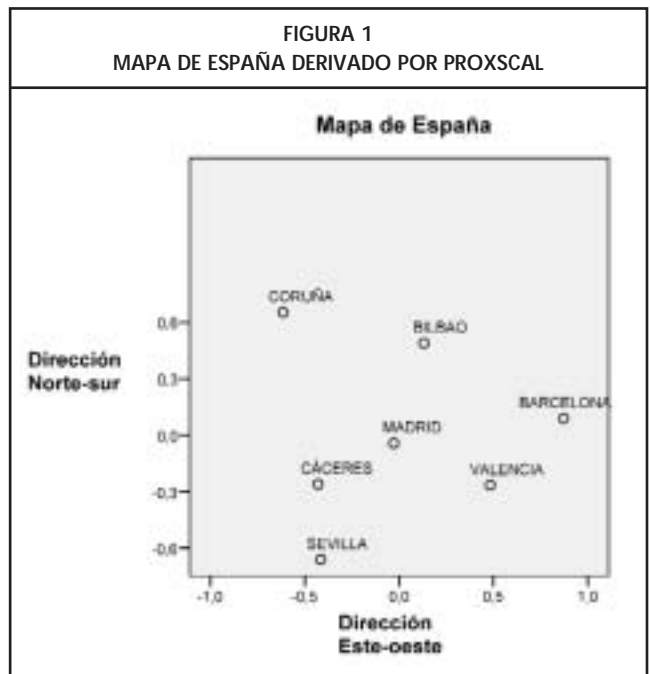 FIGURA 1
MAPA DE ESPAÑA DERIVADO POR PROXSCAL
Mapa de España
CORUÑA
BILBAO
0,6
Dirección
Norte-sur
0,3
BARCELONA
MADRID
0,0
CÁCERES
VALENCIA
-0,3
SEVILLA
-0,6
-1,0 -0,5 0,0 0,5 1,0
Dirección
Este-oeste